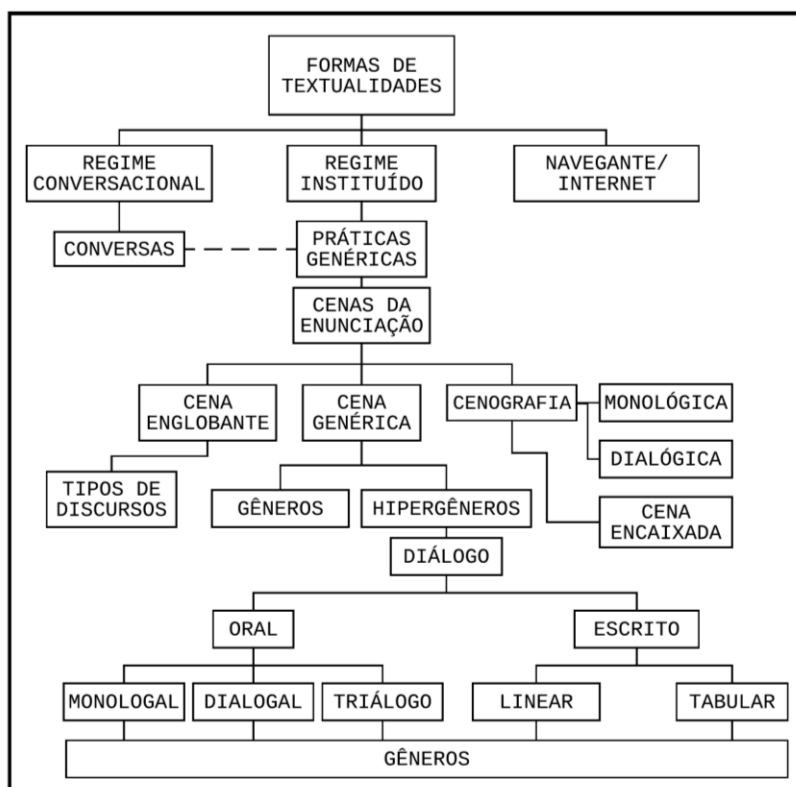 FORMAS DE
TEXTUALIDADES
REGIME
CONVERSACIONAL
REGIME
INSTITUÍDO
NAVEGANTE/
INTERNET
CONVERSAS
PRÁTICAS
GENÉRICAS
CENAS DA
ENUNCIAÇÃO
CENA
ENGLOBANTE
CENA
GENÉRICA
CENOGRAFIA
MONOLÓGICA
DIALÓGICA
TIPOS DE
DISCURSOS
GÊNEROS
HIPERGÊNEROS
CENA
ENCAIXADA
DIÁLOGO
ORAL
ESCRITO
MONOLOGAL
DIALOGAL
TRIÁLOGO
LINEAR
TABULAR
GÊNEROS